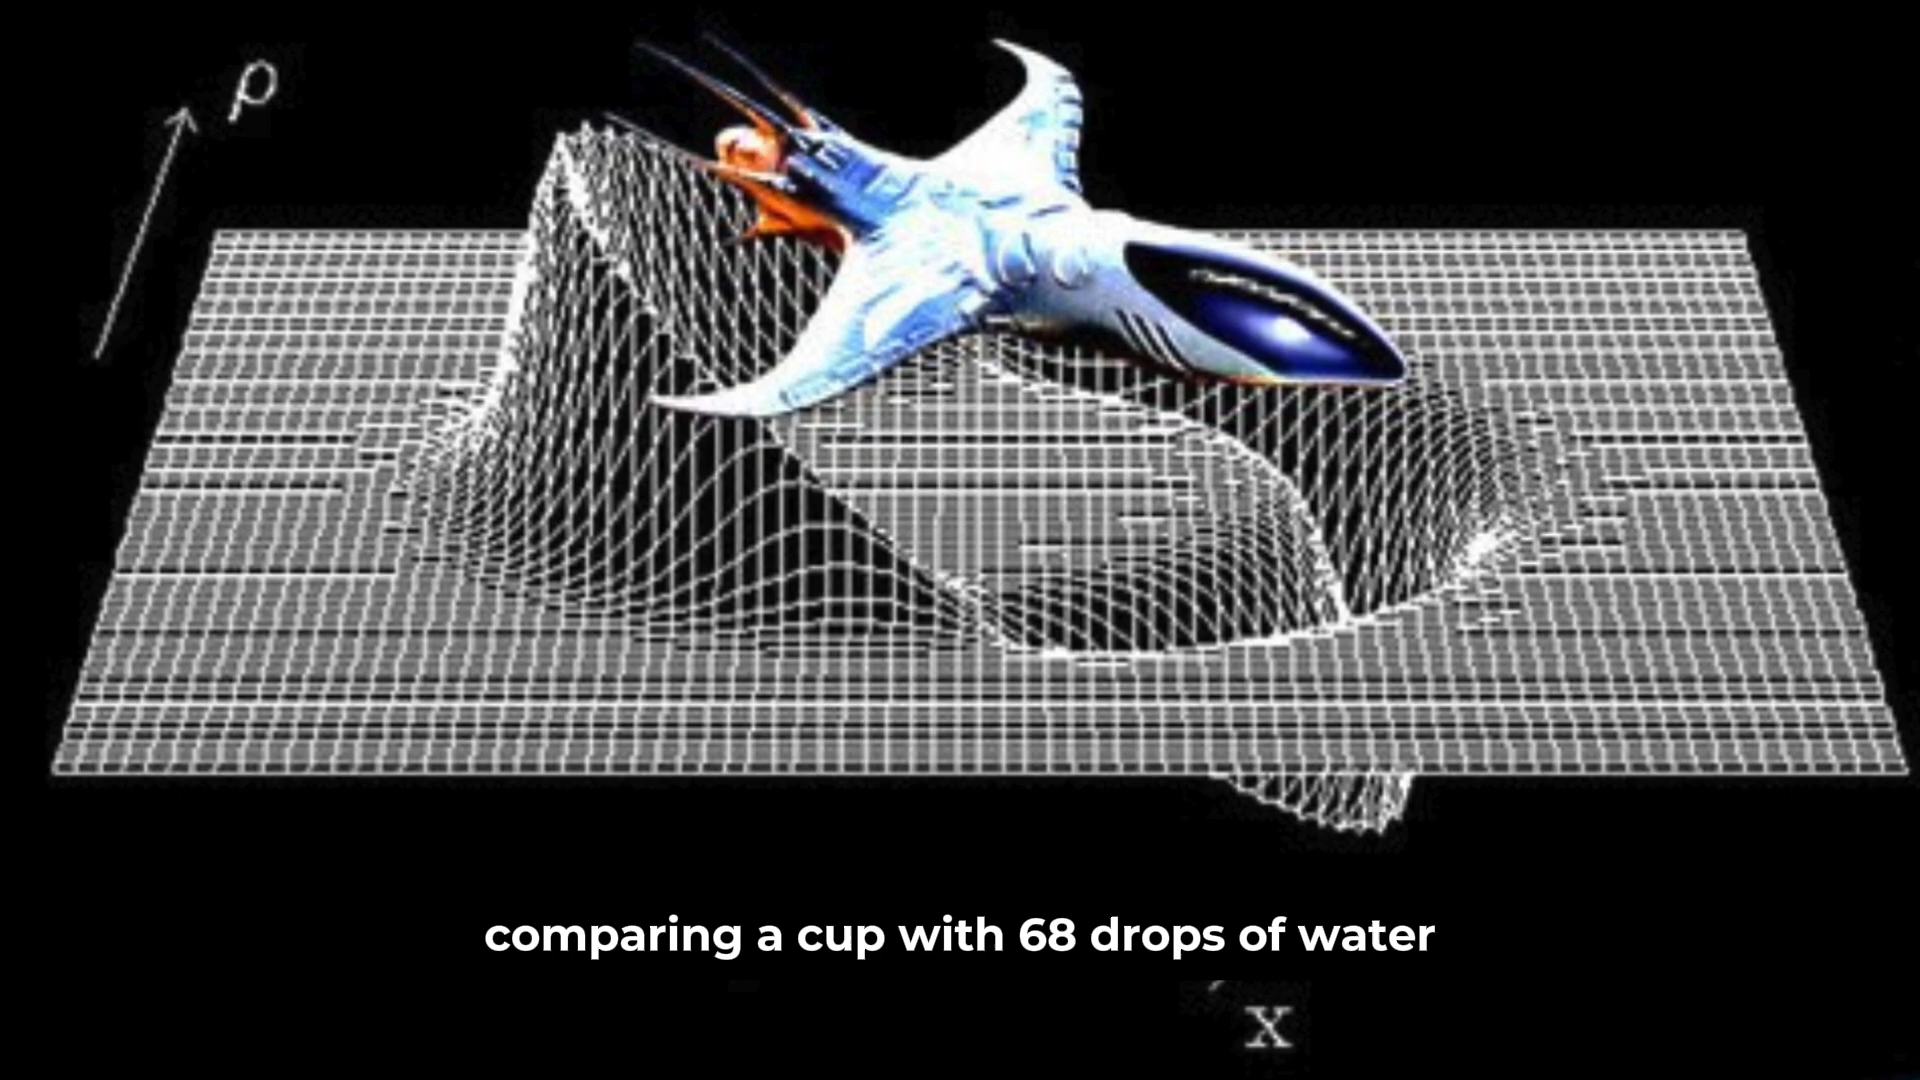 ρ
comparing a cup with 68 drops of water
x